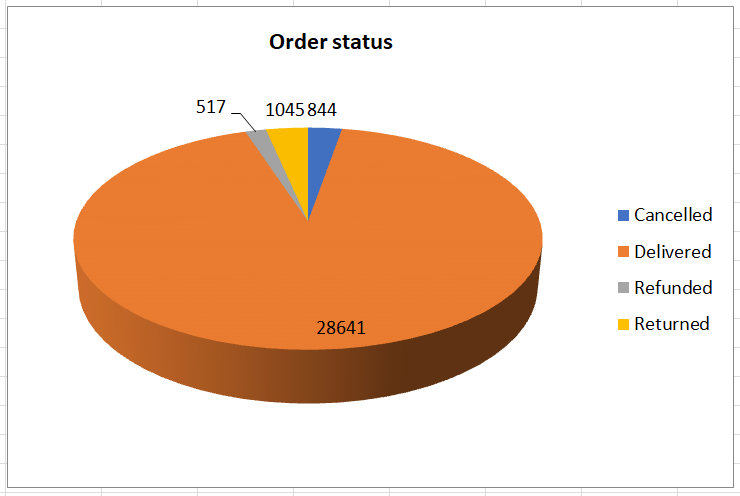 Order status
517
1045
844
28641
Cancelled
Delivered
Refunded
Returned